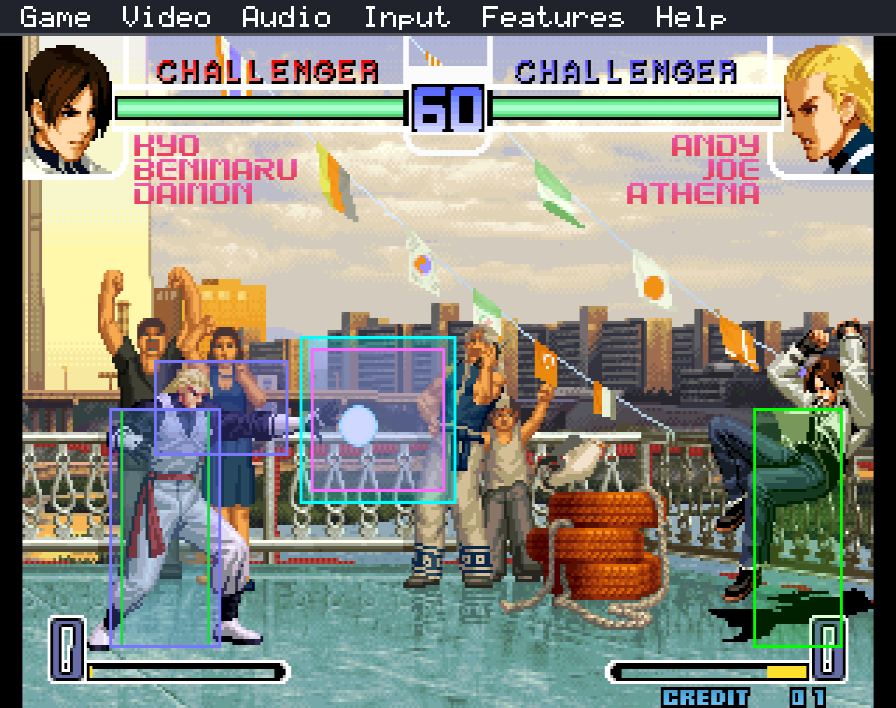 Game Video Audio Input Features Help
CHALLENGER
CHALLENGER
60
KYO
BENIMARU
DAIMON
ANDY
JOE
ATHENA
0
0
CREDIT 01